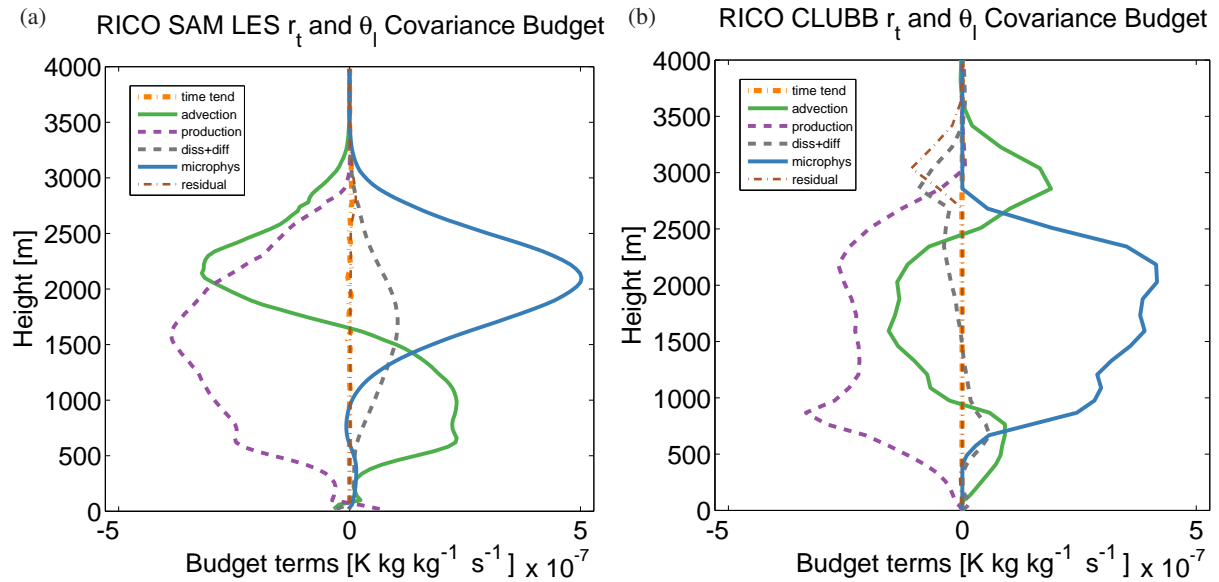 (a)
RICO SAM LES r_t and θ_l Covariance Budget
4000
3500
3000
2500
2000
1500
1000
500
0
Height [m]
time tend
advection
production
diss+diff
microphys
residual
-5
0
5
Budget terms [K kg kg^-1 s^-1] x 10^-7
(b)
RICO CLUBB r_t and θ_l Covariance Budget
4000
3500
3000
2500
2000
1500
1000
500
0
Height [m]
time tend
advection
production
diss+diff
microphys
residual
-5
0
5
Budget terms [K kg kg^-1 s^-1] x 10^-7